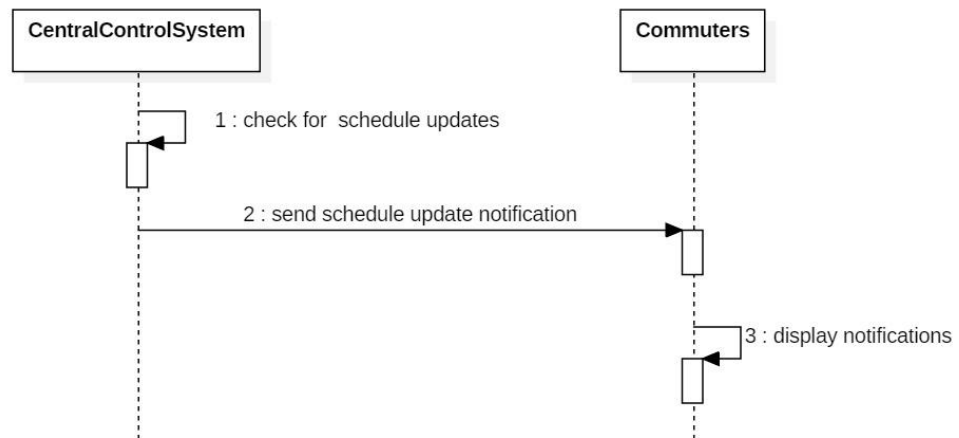 CentralControlSystem
Commuters
1 : check for  schedule updates
2 : send schedule update notification
3 : display notifications